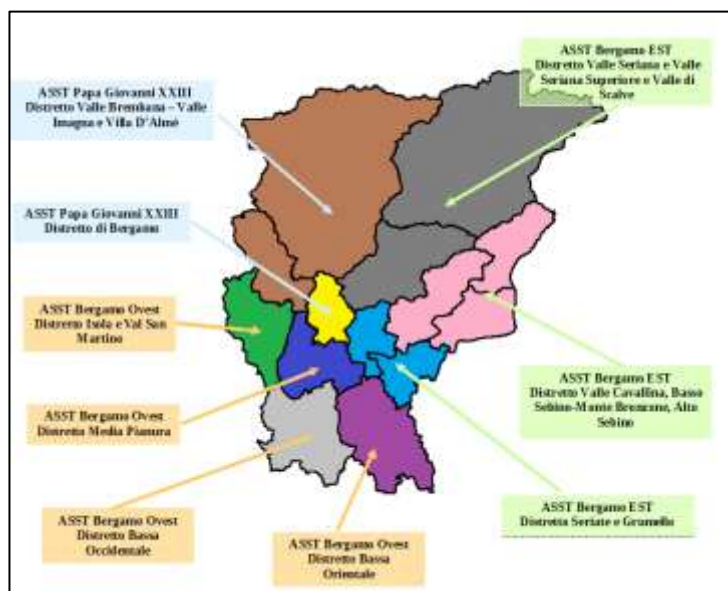 ASST Bergamo EST
Distretto Valle Seriana e Valle
Seriana Superiore e Valle di
Scalve
ASST Papa Giovanni XXIII
Distretto Valle Brembana – Valle
Imagna e Villa D'Almé
ASST Papa Giovanni XXIII
Distretto di Bergamo
ASST Bergamo Ovest
Distretto Isola e Val San
Martino
ASST Bergamo EST
Distretto Valle Cavallina, Basso
Sebino-Monte Bronzone, Alto
Sebino
ASST Bergamo Ovest
Distretto Media Pianura
ASST Bergamo EST
Distretto Seriate e Grumello
ASST Bergamo Ovest
Distretto Bassa
Occidentale
ASST Bergamo Ovest
Distretto Bassa
Orientale